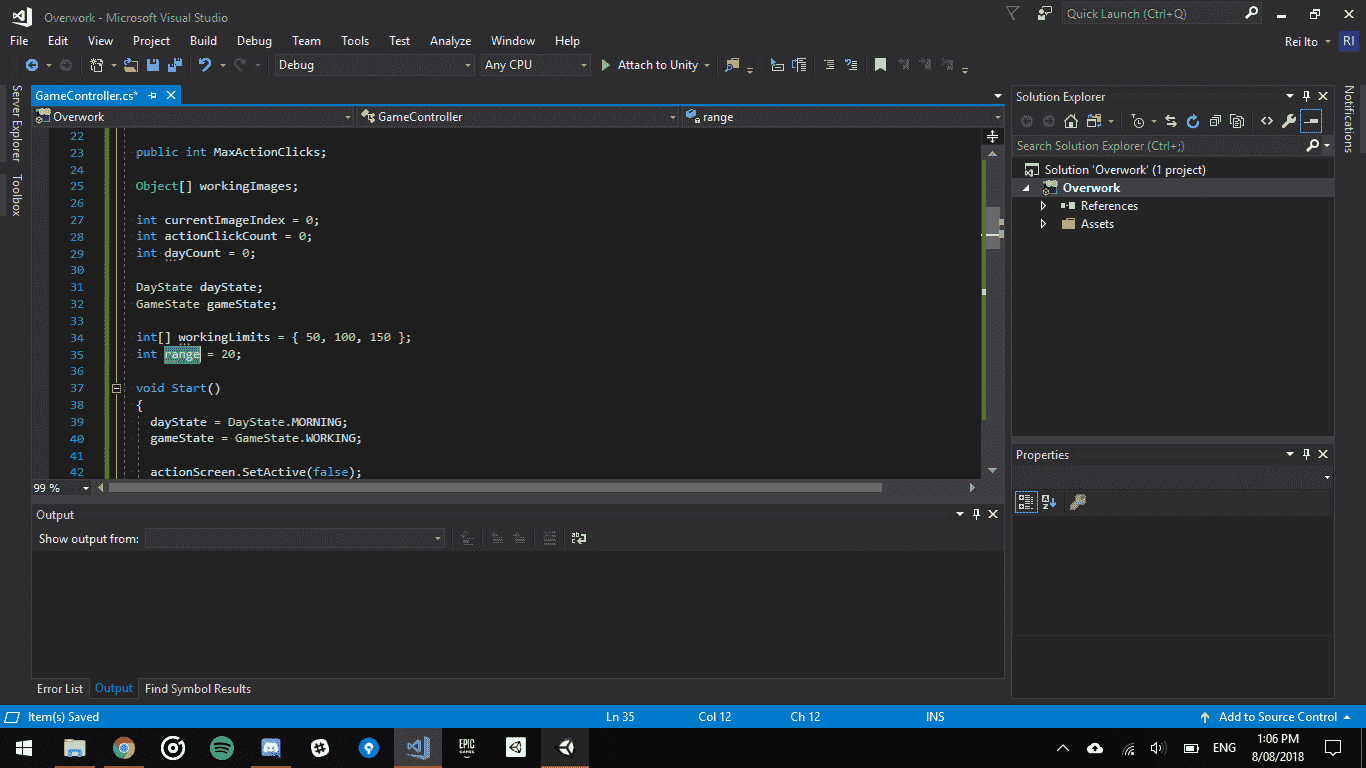 Overwork - Microsoft Visual Studio
Quick Launch (Ctrl+Q)
File Edit View Project Build Debug Team Tools Test Analyze Window Help
Rei Ito RI
Debug Any CPU Attach to Unity
Server Explorer
Toolbox
GameController.cs*
Overwork GameController range
22
23 public int MaxActionClicks;
24
25 Object[] workingImages;
26
27 int currentImageIndex = 0;
28 int actionClickCount = 0;
29 int dayCount = 0;
30
31 DayState dayState;
32 GameState gameState;
33
34 int[] workingLimits = { 50, 100, 150 };
35 int range = 20;
36
37 void Start()
38 {
39 dayState = DayState.MORNING;
40 gameState = GameState.WORKING;
41
42 actionScreen.SetActive(false);
99 %
Output
Show output from:
Error List Output Find Symbol Results
Solution Explorer
Search Solution Explorer (Ctrl+;)
Solution 'Overwork' (1 project)
Overwork
References
Assets
Properties
Notifications
Item(s) Saved Ln 35 Col 12 Ch 12 INS Add to Source Control
EPIC
GAMES
ENG
1:06 PM
8/08/2018